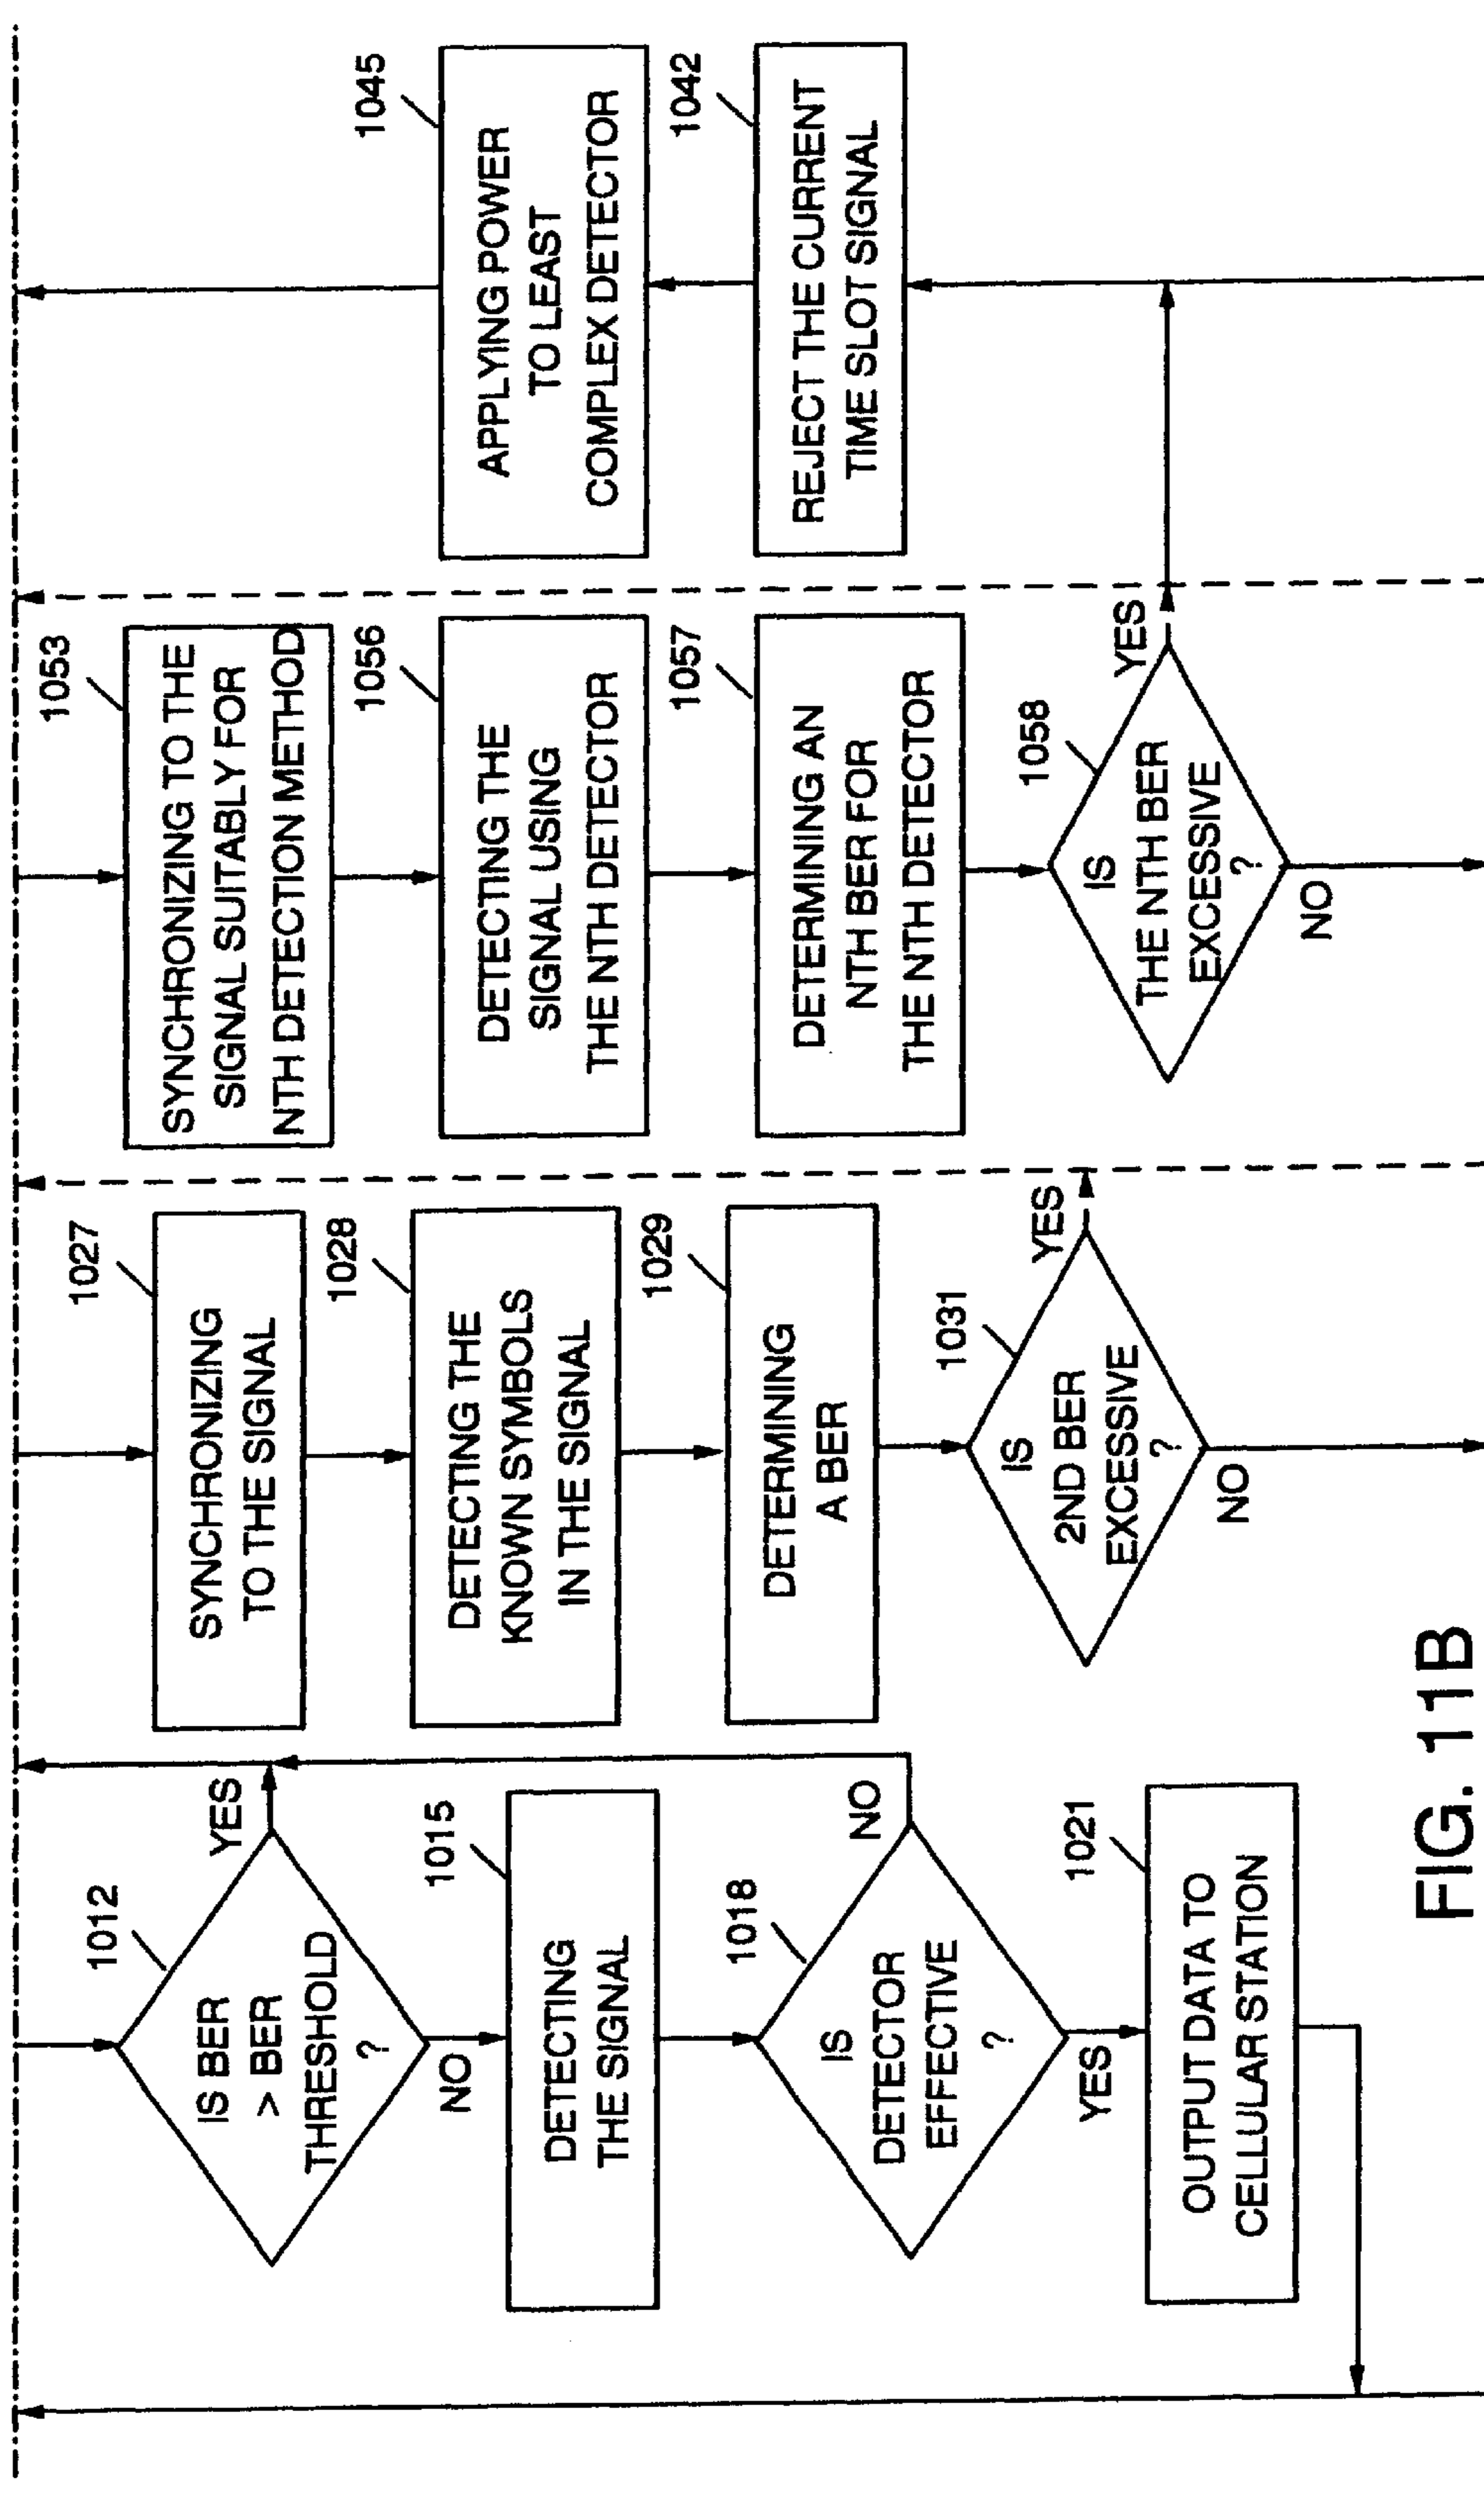 1012
IS BER
> BER
THRESHOLD
?
YES
NO
1015
DETECTING
THE SIGNAL
1018
IS
DETECTOR
EFFECTIVE
?
NO
YES
1021
OUTPUT DATA TO
CELLULAR STATION
1027
SYNCHRONIZING
TO THE SIGNAL
1028
DETECTING THE
KNOWN SYMBOLS
IN THE SIGNAL
1029
DETERMINING
A BER
1031
IS
2ND BER
EXCESSIVE
?
YES
NO
1053
SYNCHRONIZING TO THE
SIGNAL SUITABLY FOR
NTH DETECTION METHOD
1056
DETECTING THE
SIGNAL USING
THE NTH DETECTOR
1057
DETERMINING AN
NTH BER FOR
THE NTH DETECTOR
1058
IS
THE NTH BER
EXCESSIVE
?
YES
NO
1045
APPLYING POWER
TO LEAST
COMPLEX DETECTOR
1042
REJECT THE CURRENT
TIME SLOT SIGNAL
FIG. 11B